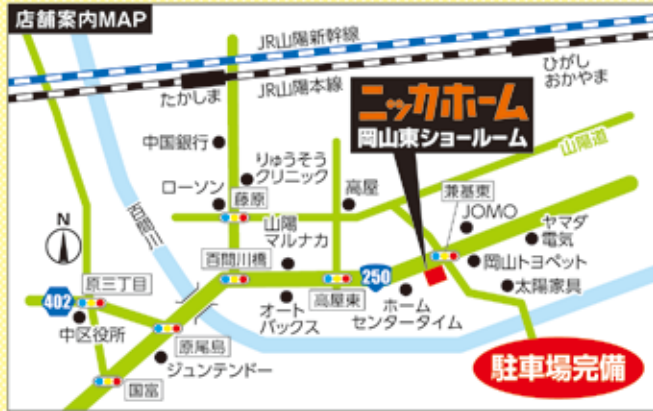 店舗案内MAP
JR山陽新幹線
JR山陽本線
たかしま
ひがし
おかやま
ニッカホーム
岡山東ショールーム
山陽道
中国銀行
りゅうそう
クリニック
ローソン
藤原
高屋
兼基東
JOMO
百間川
山陽
マルナカ
ヤマダ
電気
N
百間川橋
250
岡山トヨペット
402
原三丁目
オート
バックス
高屋東
ホーム
センタータイム
太陽家具
中区役所
原尾島
ジュンテンドー
国富
駐車場完備